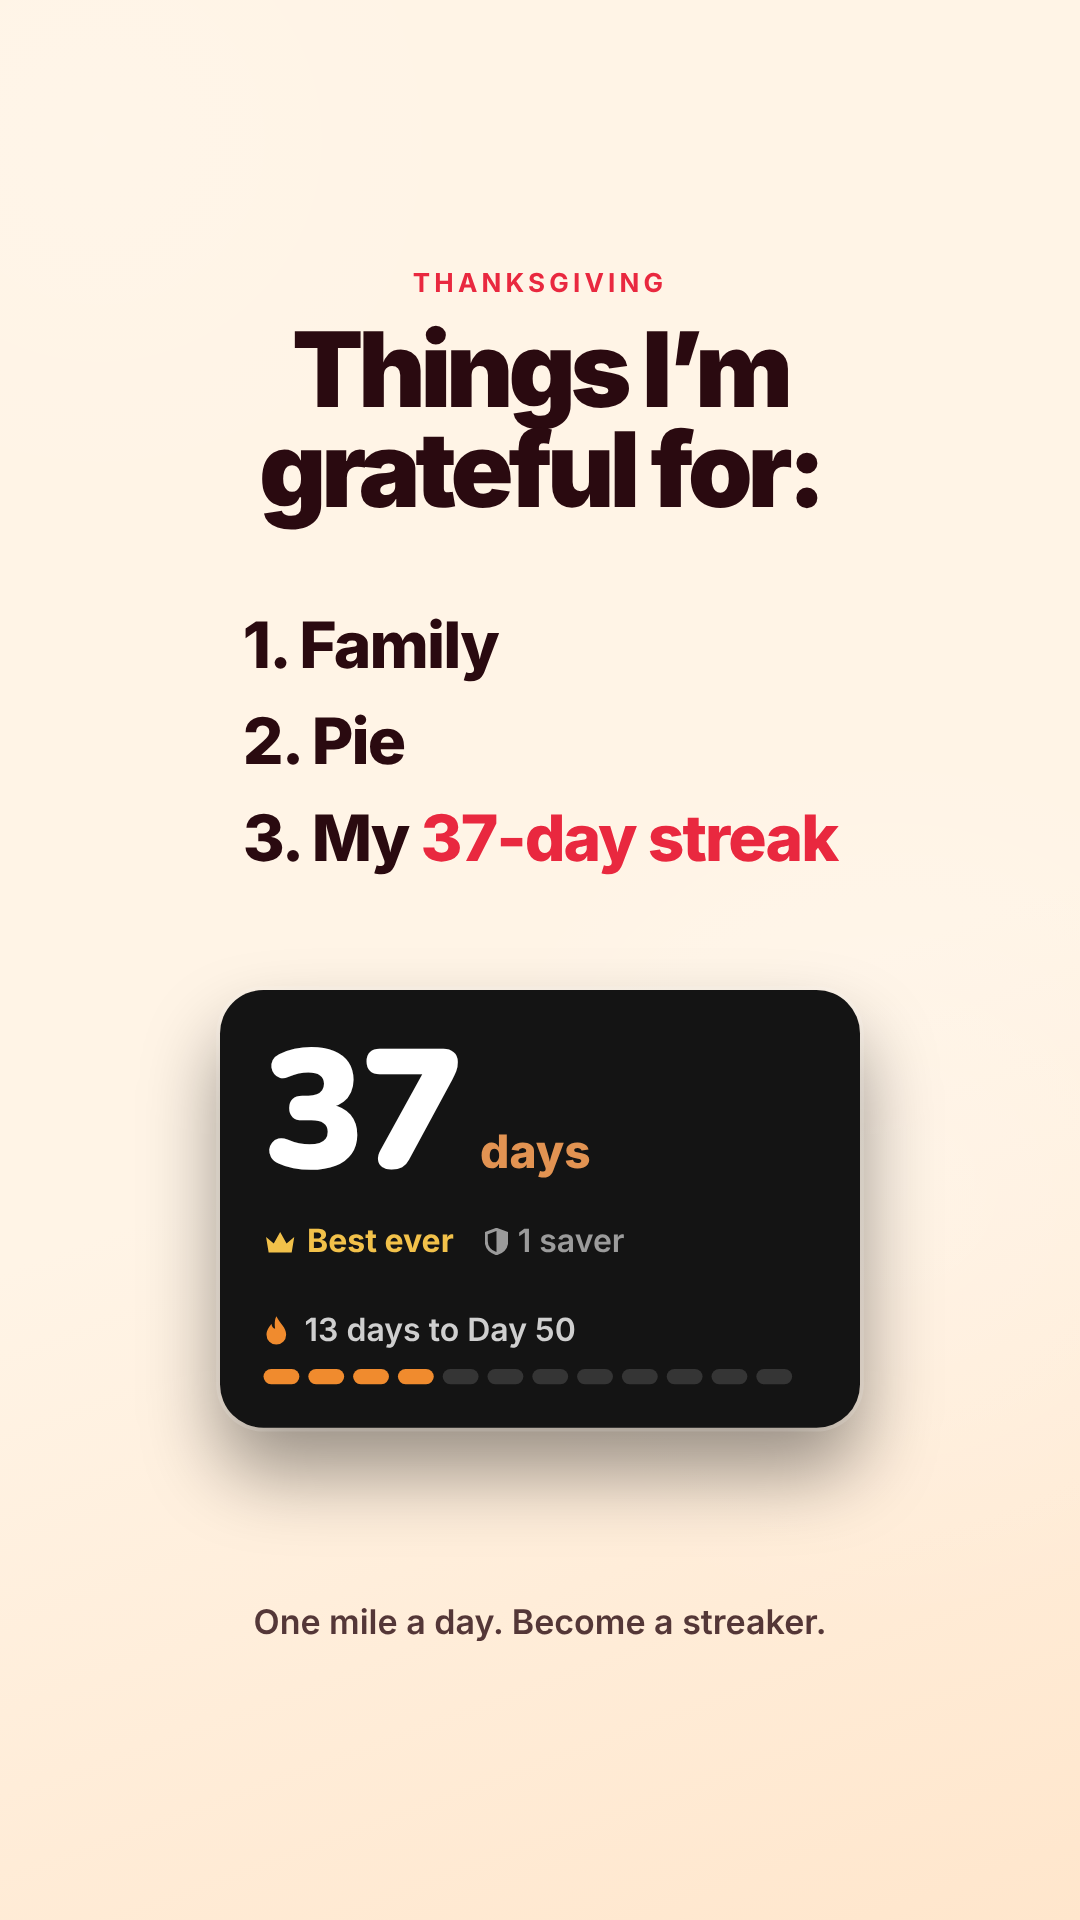 THANKSGIVING
Things I’m
grateful for:
1. Family
2. Pie
3. My 37-day streak
37 days
Best ever 1 saver
13 days to Day 50
One mile a day. Become a streaker.